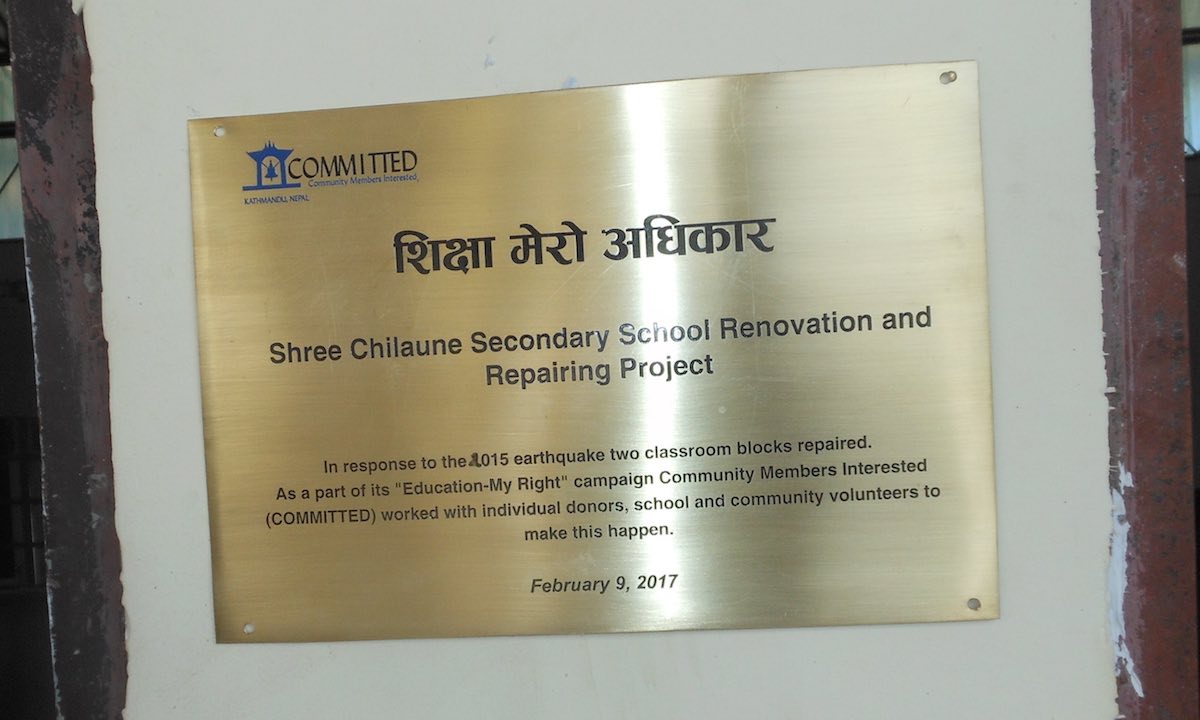 COMMITTED
Community Members Interested,
KATHMANDU, NEPAL
शिक्षा मेरो अधिकार
Shree Chilaune Secondary School Renovation and
Repairing Project
In response to the 2015 earthquake two classroom blocks repaired.
As a part of its "Education-My Right" campaign Community Members Interested
(COMMITTED) worked with individual donors, school and community volunteers to
make this happen.
February 9, 2017